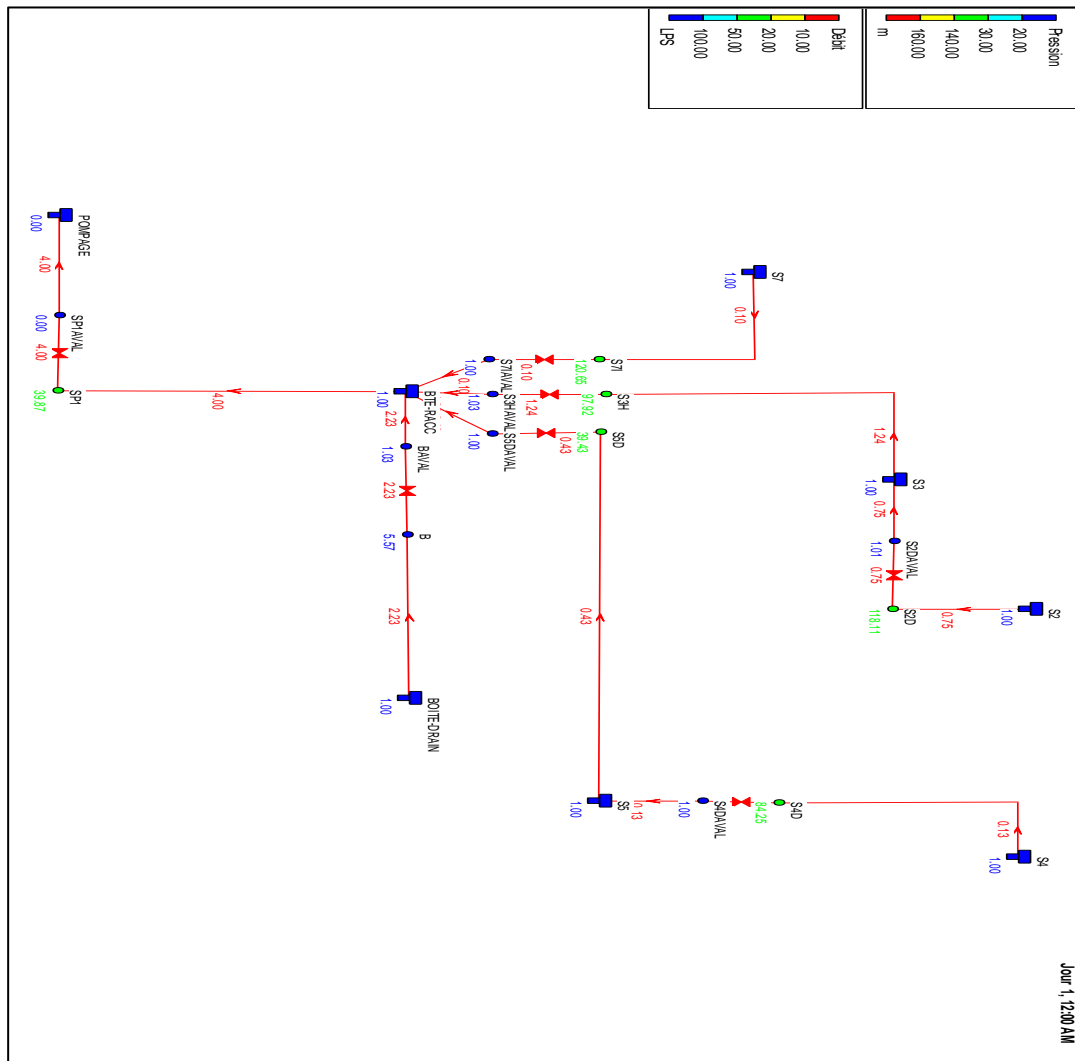 Jour 1, 12:00 AM
Pression
20.00
30.00
140.00
160.00
m
Débit
10.00
20.00
50.00
100.00
LPS
S2
1.00
S4
1.00
0.13
0.75
S3
1.00
S2DAVAL
1.01
S2D
118.11
1.24
0.75
0.75
S7
1.00
0.10
S4D
84.25
S4DAVAL
1.00
S5
1.00
0.13
S7I
120.65
S3H
97.92
S5D
39.43
0.43
0.10
1.24
0.43
S7IAVAL
1.00
S3HAVAL
1.03
S5DAVAL
1.00
0.10
BTE-RACC
1.00
BAVAL
1.03
B
5.57
BOITE-DRAIN
1.00
2.23
2.23
2.23
4.00
POMPAGE
0.00
SP1AVAL
0.00
SP1
39.87
4.00
4.00